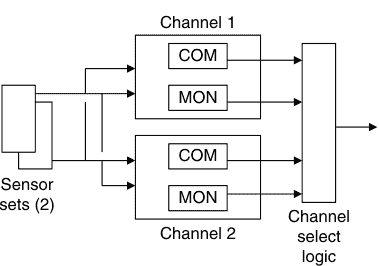 Channel 1
COM
MON
COM
MON
Channel 2
Sensor
sets (2)
Channel
select
logic